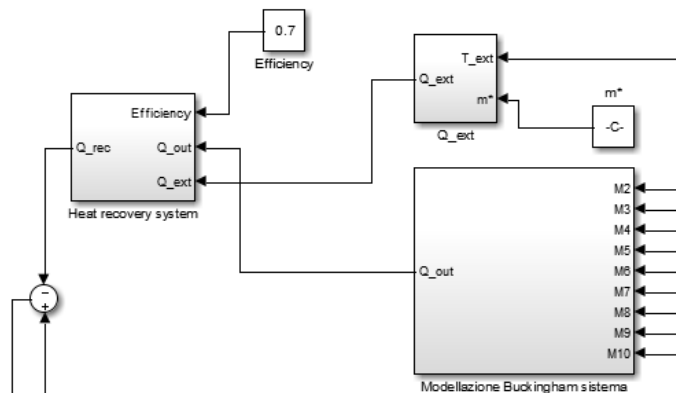 0.7
Efficiency
Efficiency
Q_rec
Q_out
Q_ext
Heat recovery system
T_ext
Q_ext
m*
Q_ext
m*
-C-
M2
M3
M4
M5
Q_out
M6
M7
M8
M9
M10
Modellazione Buckingham sistema
−
+